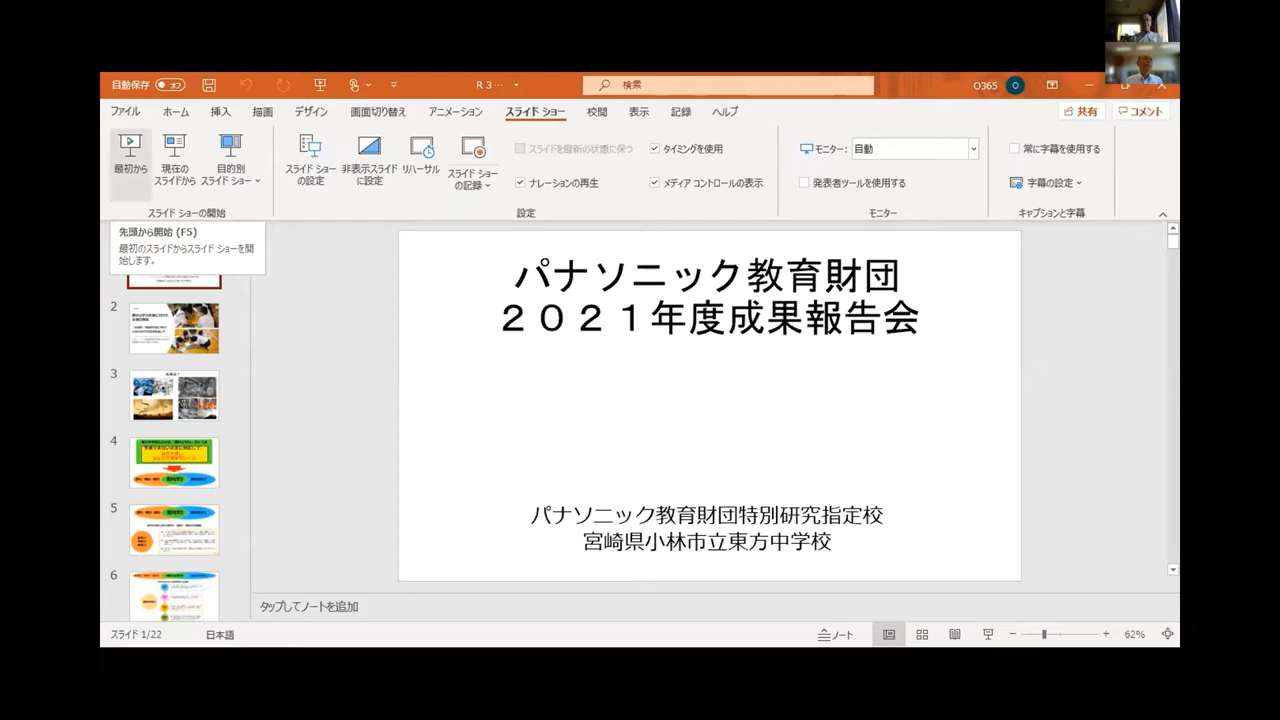 自動保存 オフ
R 3 …
検索
O365
O
ファイル ホーム 挿入 描画 デザイン 画面切り替え アニメーション スライド ショー 校閲 表示 記録 ヘルプ
共有 コメント
最初から
現在の
スライドから
目的別
スライド ショー
スライド ショーの開始
スライド ショー
の設定
非表示スライド
に設定
リハーサル
スライド ショー
の記録
スライドを最新の状態に保つ
ナレーションの再生
タイミングを使用
メディア コントロールの表示
設定
モニター: 自動
発表者ツールを使用する
モニター
常に字幕を使用する
字幕の設定
キャプションと字幕
先頭から開始 (F5)
最初のスライドからスライド ショーを開
始します。
2
3
4
5
6
パナソニック教育財団
２０２１年度成果報告会
パナソニック教育財団特別研究指定校
宮崎県小林市立東方中学校
タップしてノートを追加
スライド 1/22 日本語
ノート
62%